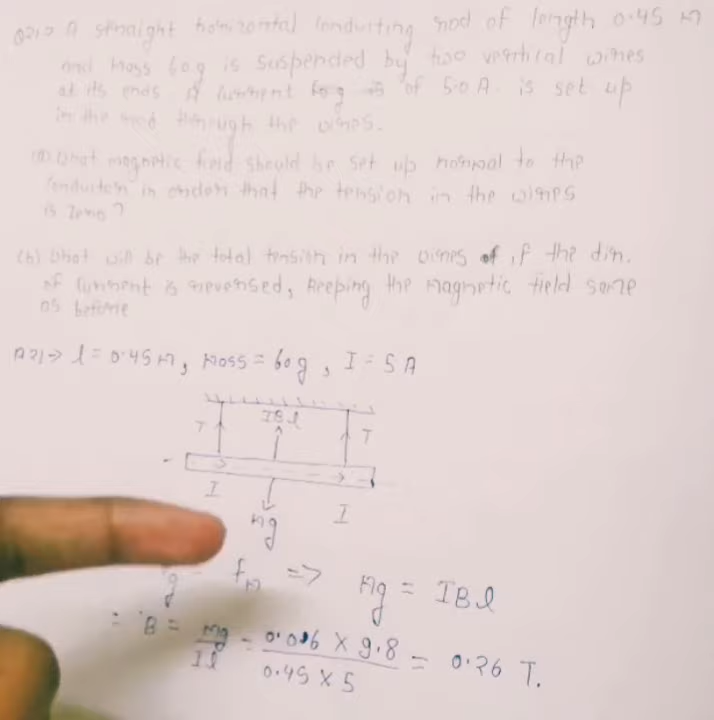 Q21→ A straight horizontal conducting rod of length 0.45 m
and mass 60g is suspended by two vertical wires
at its ends A current of 5.0 A. is set up
in the rod through the wires.
(a) What magnetic field should be set up normal to the
conductor in order that the tension in the wires
is zero?
(b) What will be the total tension in the wires if the dirn.
of current is reversed, keeping the magnetic field same
as before
A21→ l = 0.45 m, mass = 60g, I = 5 A
IBl
T T
I I
mg
Fm => mg = IBl
= B = mg/Il = 0.006 × 9.8 / 0.45 × 5 = 0.26 T.